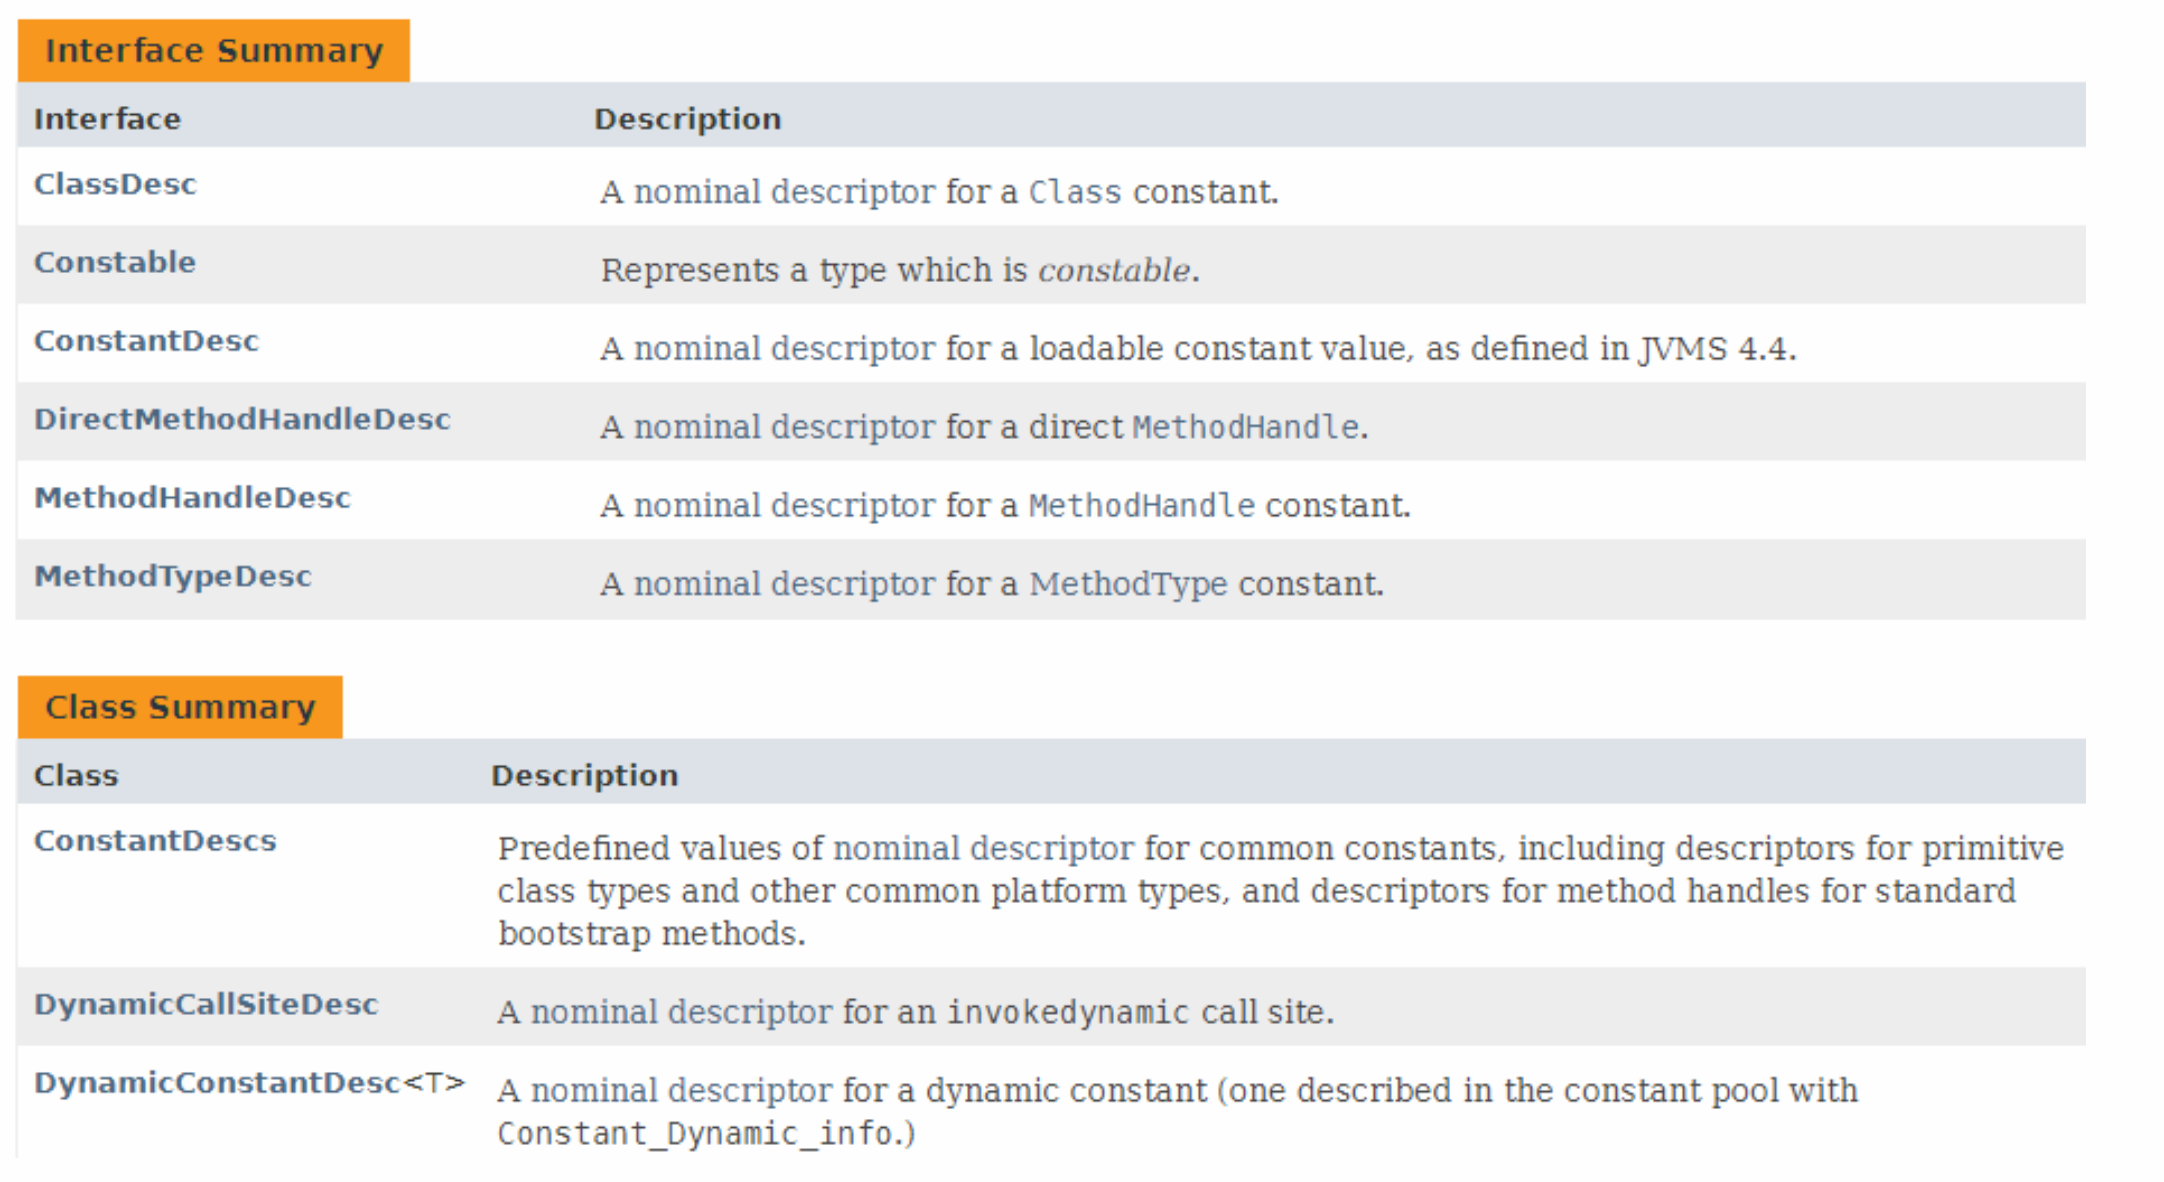 Interface Summary
Interface Description
ClassDesc A nominal descriptor for a Class constant.
Constable Represents a type which is constable.
ConstantDesc A nominal descriptor for a loadable constant value, as defined in JVMS 4.4.
DirectMethodHandleDesc A nominal descriptor for a direct MethodHandle.
MethodHandleDesc A nominal descriptor for a MethodHandle constant.
MethodTypeDesc A nominal descriptor for a MethodType constant.
Class Summary
Class Description
ConstantDescs Predefined values of nominal descriptor for common constants, including descriptors for primitive
class types and other common platform types, and descriptors for method handles for standard
bootstrap methods.
DynamicCallSiteDesc A nominal descriptor for an invokedynamic call site.
DynamicConstantDesc<T> A nominal descriptor for a dynamic constant (one described in the constant pool with
Constant_Dynamic_info.)